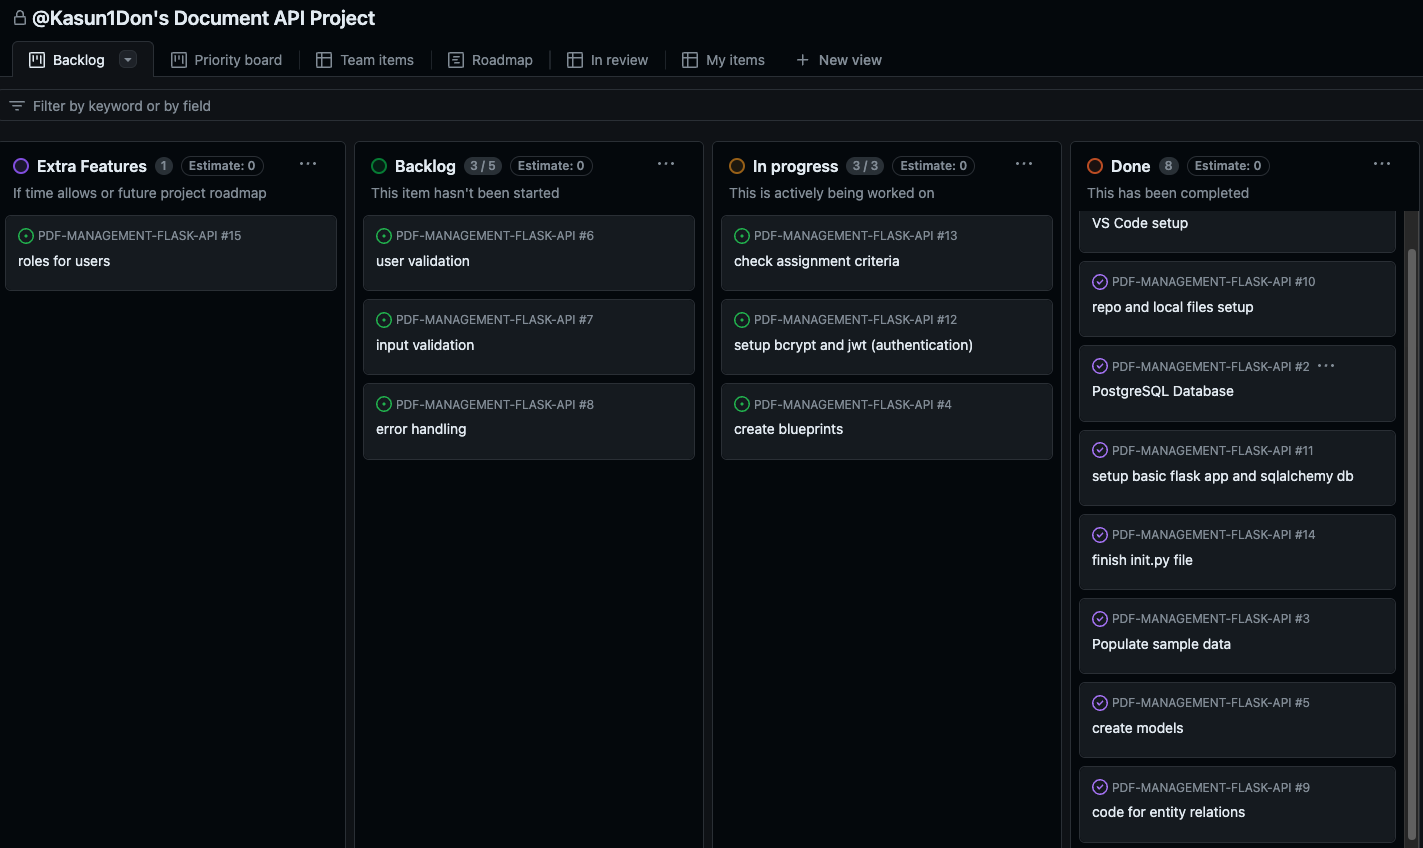 @Kasun1Don's Document API Project
Backlog
Priority board
Team items
Roadmap
In review
My items
New view
Filter by keyword or by field
Extra Features 1 Estimate: 0
If time allows or future project roadmap
PDF-MANAGEMENT-FLASK-API #15
roles for users
Backlog 3 / 5 Estimate: 0
This item hasn't been started
PDF-MANAGEMENT-FLASK-API #6
user validation
PDF-MANAGEMENT-FLASK-API #7
input validation
PDF-MANAGEMENT-FLASK-API #8
error handling
In progress 3 / 3 Estimate: 0
This is actively being worked on
PDF-MANAGEMENT-FLASK-API #13
check assignment criteria
PDF-MANAGEMENT-FLASK-API #12
setup bcrypt and jwt (authentication)
PDF-MANAGEMENT-FLASK-API #4
create blueprints
Done 8 Estimate: 0
This has been completed
VS Code setup
PDF-MANAGEMENT-FLASK-API #10
repo and local files setup
PDF-MANAGEMENT-FLASK-API #2
PostgreSQL Database
PDF-MANAGEMENT-FLASK-API #11
setup basic flask app and sqlalchemy db
PDF-MANAGEMENT-FLASK-API #14
finish init.py file
PDF-MANAGEMENT-FLASK-API #3
Populate sample data
PDF-MANAGEMENT-FLASK-API #5
create models
PDF-MANAGEMENT-FLASK-API #9
code for entity relations